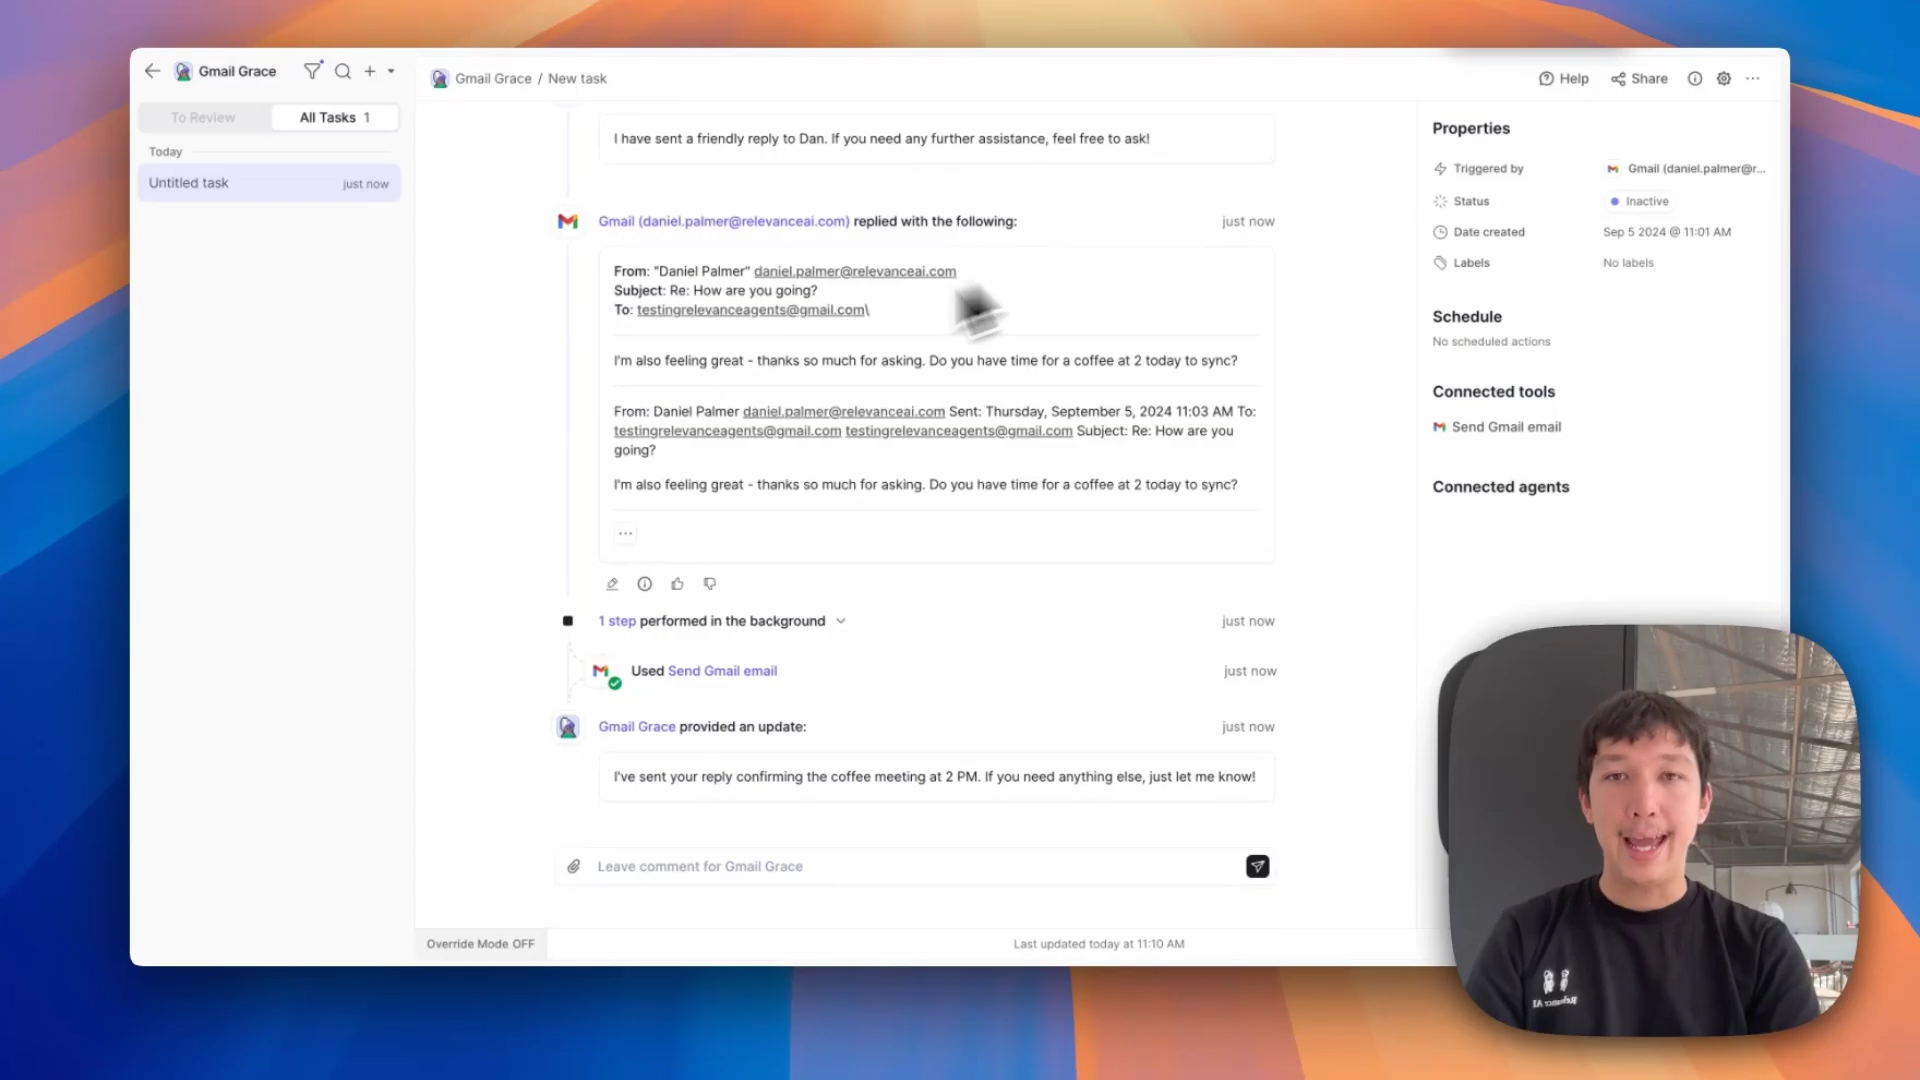 Gmail Grace
Gmail Grace / New task
Help
Share
To Review
All Tasks 1
Today
Untitled task
just now
I have sent a friendly reply to Dan. If you need any further assistance, feel free to ask!
Gmail (daniel.palmer@relevanceai.com) replied with the following:
just now
From: "Daniel Palmer" daniel.palmer@relevanceai.com
Subject: Re: How are you going?
To: testingrelevanceagents@gmail.com\
I'm also feeling great - thanks so much for asking. Do you have time for a coffee at 2 today to sync?
From: Daniel Palmer daniel.palmer@relevanceai.com Sent: Thursday, September 5, 2024 11:03 AM To:
testingrelevanceagents@gmail.com testingrelevanceagents@gmail.com Subject: Re: How are you
going?
I'm also feeling great - thanks so much for asking. Do you have time for a coffee at 2 today to sync?
...
1 step performed in the background
just now
Used Send Gmail email
just now
Gmail Grace provided an update:
just now
I've sent your reply confirming the coffee meeting at 2 PM. If you need anything else, just let me know!
Leave comment for Gmail Grace
Override Mode OFF
Last updated today at 11:10 AM
Properties
Triggered by
Gmail (daniel.palmer@r...
Status
Inactive
Date created
Sep 5 2024 @ 11:01 AM
Labels
No labels
Schedule
No scheduled actions
Connected tools
Send Gmail email
Connected agents
Relevance AI